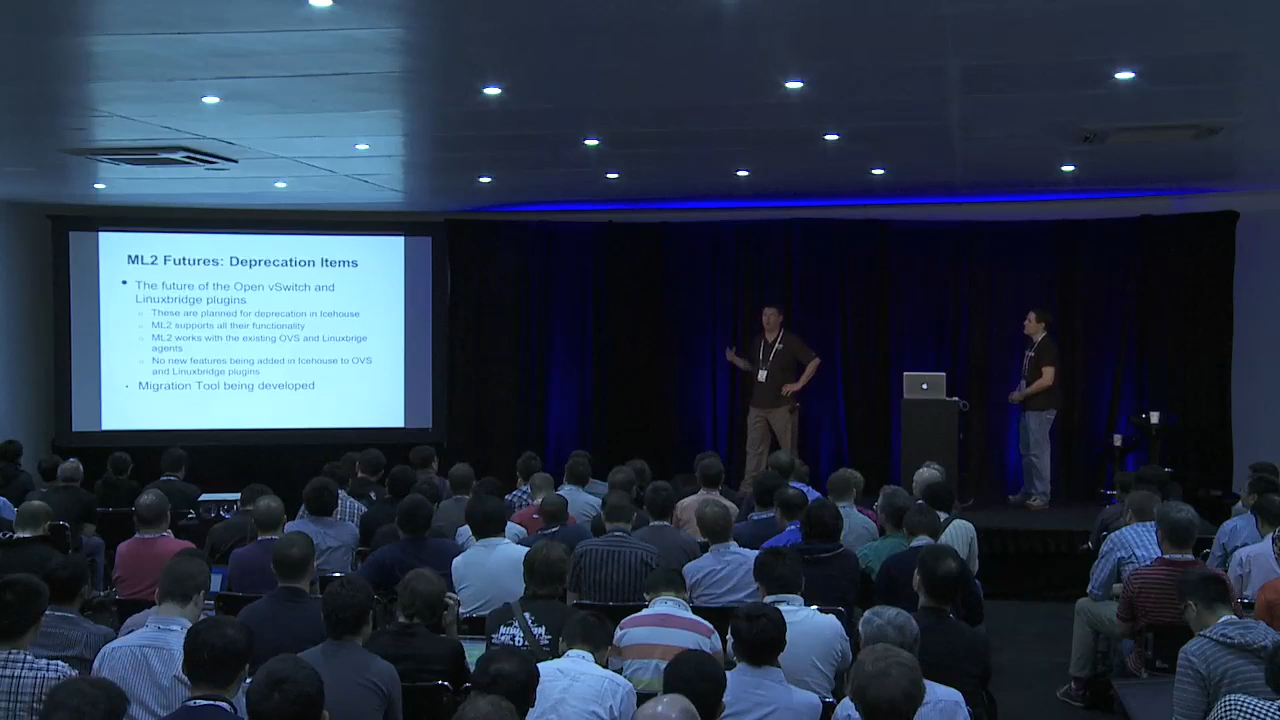 ML2 Futures: Deprecation Items
The future of the Open vSwitch and
Linuxbridge plugins
These are planned for deprecation in Icehouse
ML2 supports all their functionality
ML2 works with the existing OVS and Linuxbrige
agents
No new features being added in Icehouse to OVS
and Linuxbridge plugins
Migration Tool being developed